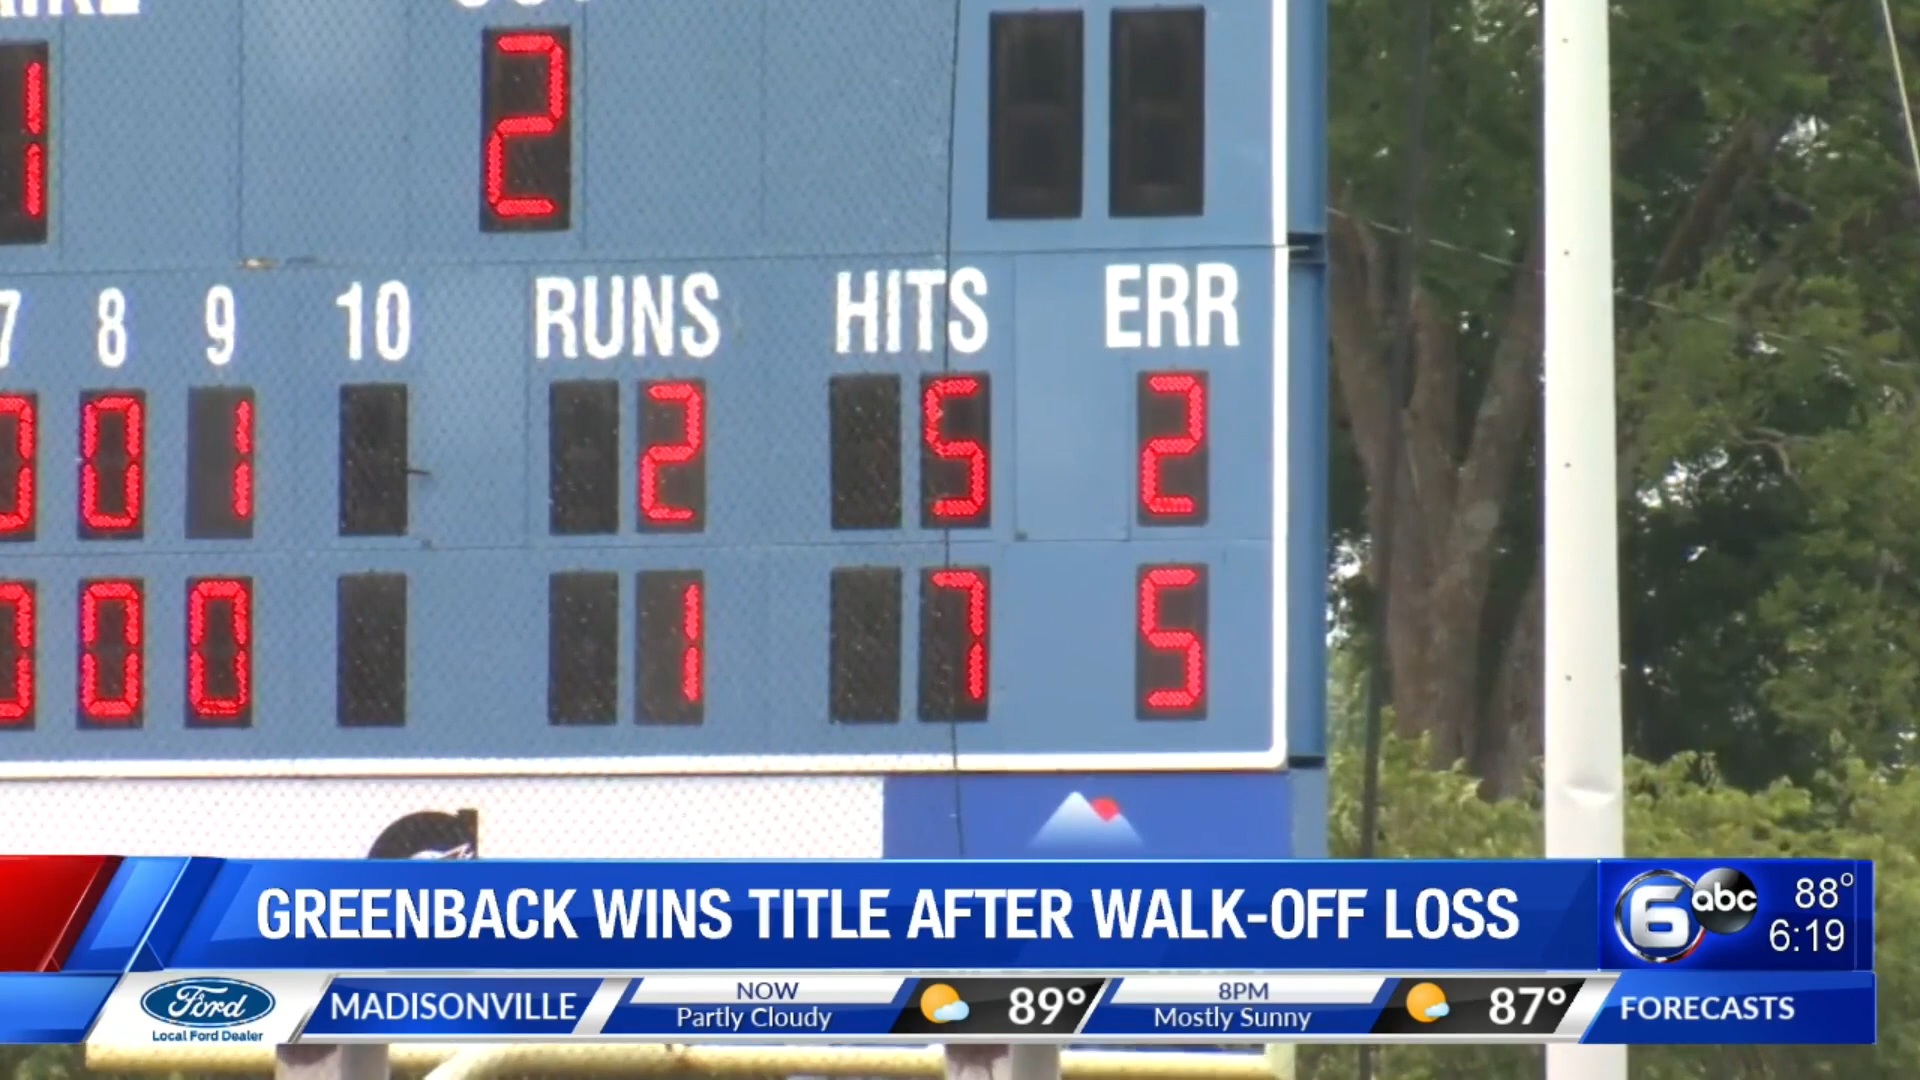 1 2
7 8 9 10 RUNS HITS ERR
0 0 1 2 5 2
0 0 0 1 7 5
GREENBACK WINS TITLE AFTER WALK-OFF LOSS
6 abc 88°
6:19
Ford
Local Ford Dealer
MADISONVILLE
NOW
Partly Cloudy
89°
8PM
Mostly Sunny
87°
FORECASTS